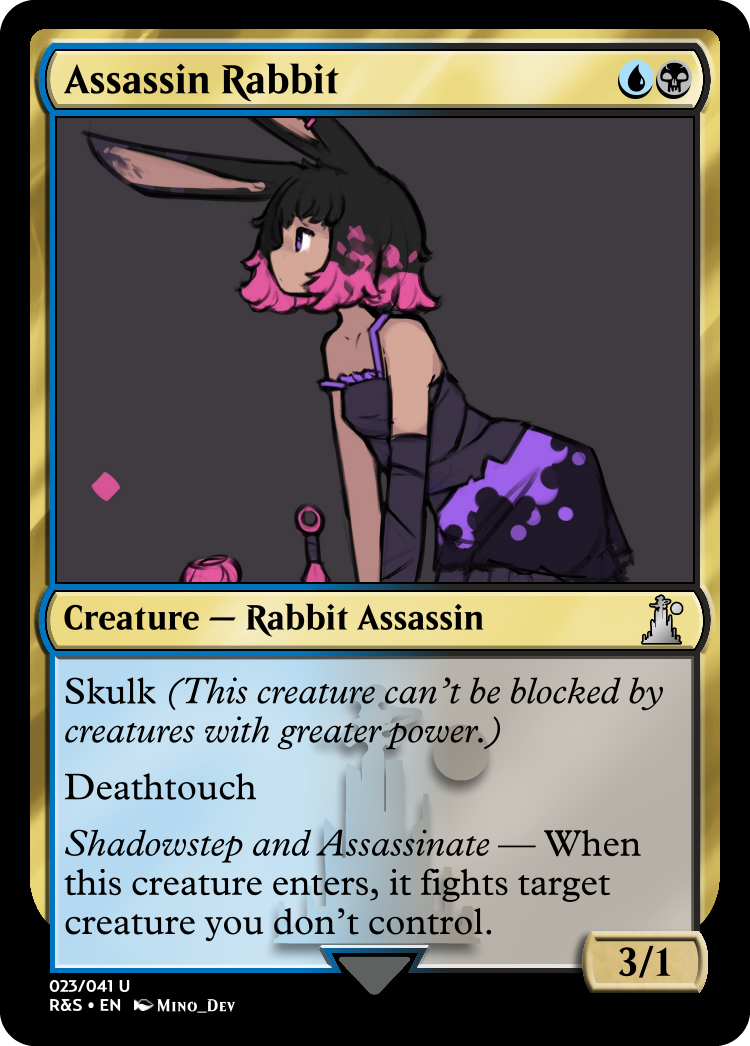 Assassin Rabbit
Creature — Rabbit Assassin
Skulk (This creature can't be blocked by
creatures with greater power.)
Deathtouch
Shadowstep and Assassinate — When
this creature enters, it fights target
creature you don't control.
3/1
023/041 U
R&S • EN Mino_Dev